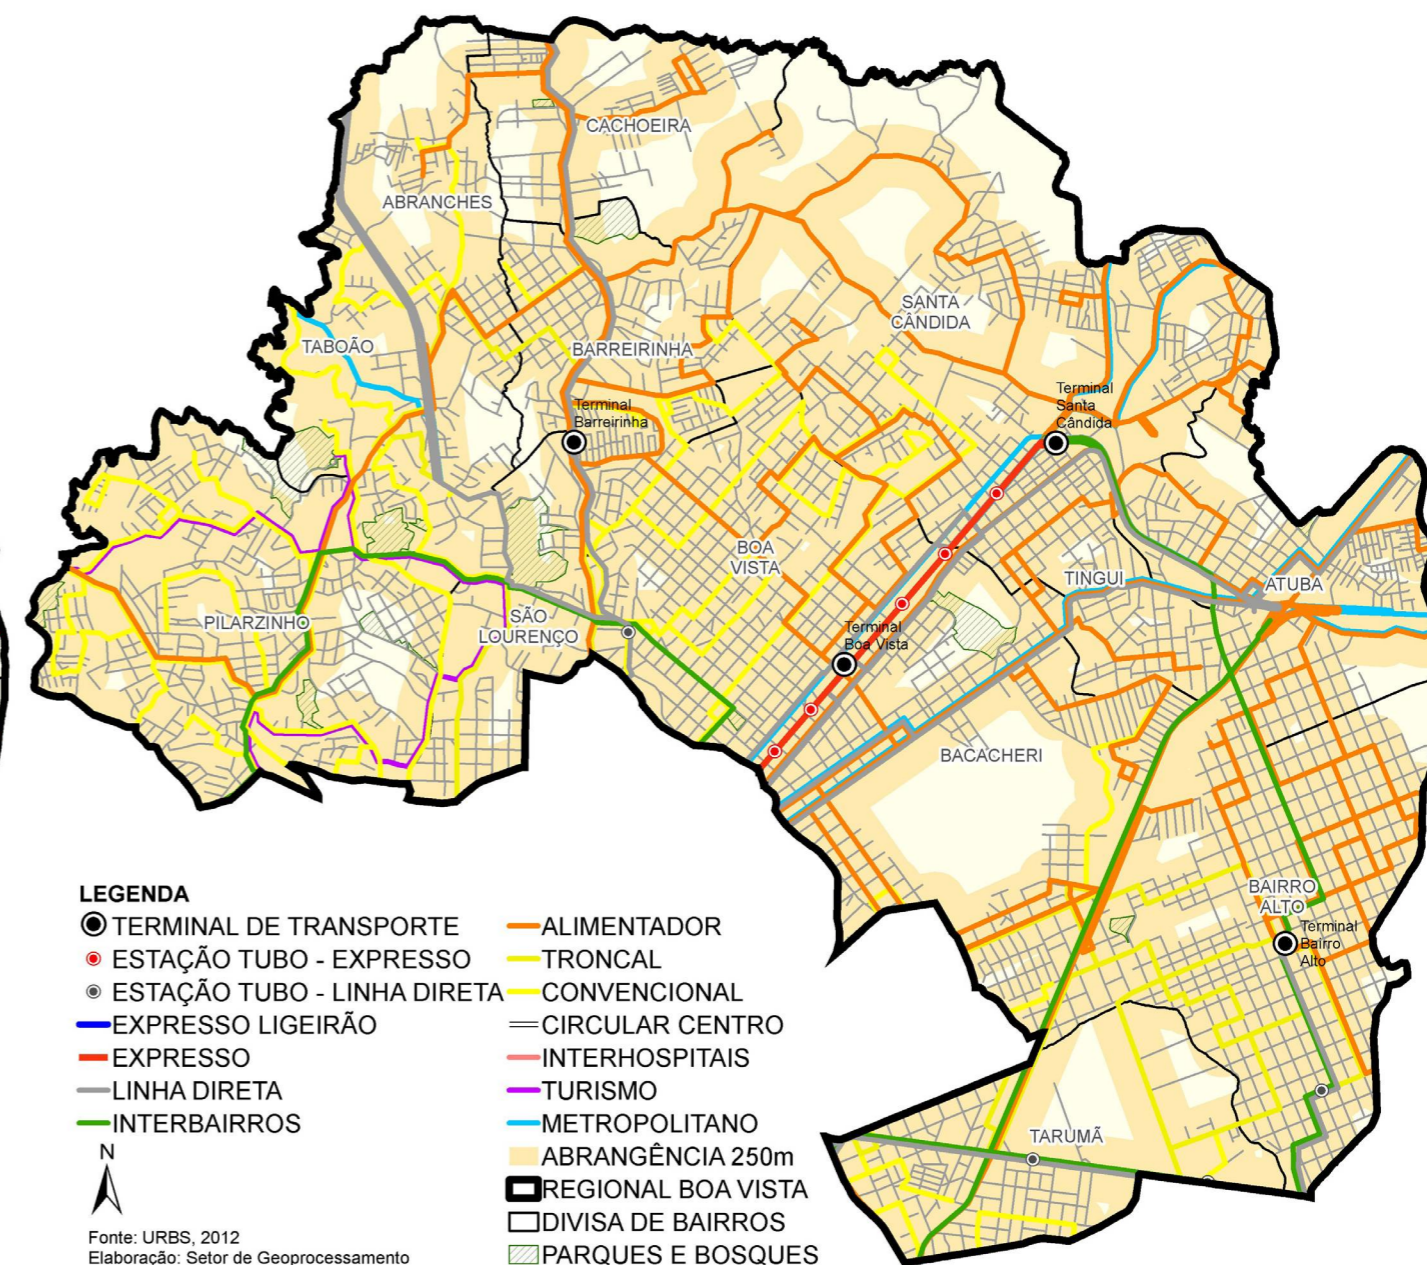 CACHOEIRA
ABRANCHES
SANTA
CÂNDIDA
TABOÃO
BARREIRINHA
Terminal
Barreirinha
Terminal
Santa
Cândida
BOA
VISTA
TINGUI
ATUBA
PILARZINHO
SÃO
LOURENÇO
Terminal
Boa Vista
BACACHERI
BAIRRO
ALTO
Terminal
Bairro
Alto
TARUMÃ
LEGENDA
TERMINAL DE TRANSPORTE
ESTAÇÃO TUBO - EXPRESSO
ESTAÇÃO TUBO - LINHA DIRETA
EXPRESSO LIGEIRÃO
EXPRESSO
LINHA DIRETA
INTERBAIRROS
ALIMENTADOR
TRONCAL
CONVENCIONAL
CIRCULAR CENTRO
INTERHOSPITAIS
TURISMO
METROPOLITANO
ABRANGÊNCIA 250m
REGIONAL BOA VISTA
DIVISA DE BAIRROS
PARQUES E BOSQUES
N
Fonte: URBS, 2012
Elaboração: Setor de Geoprocessamento